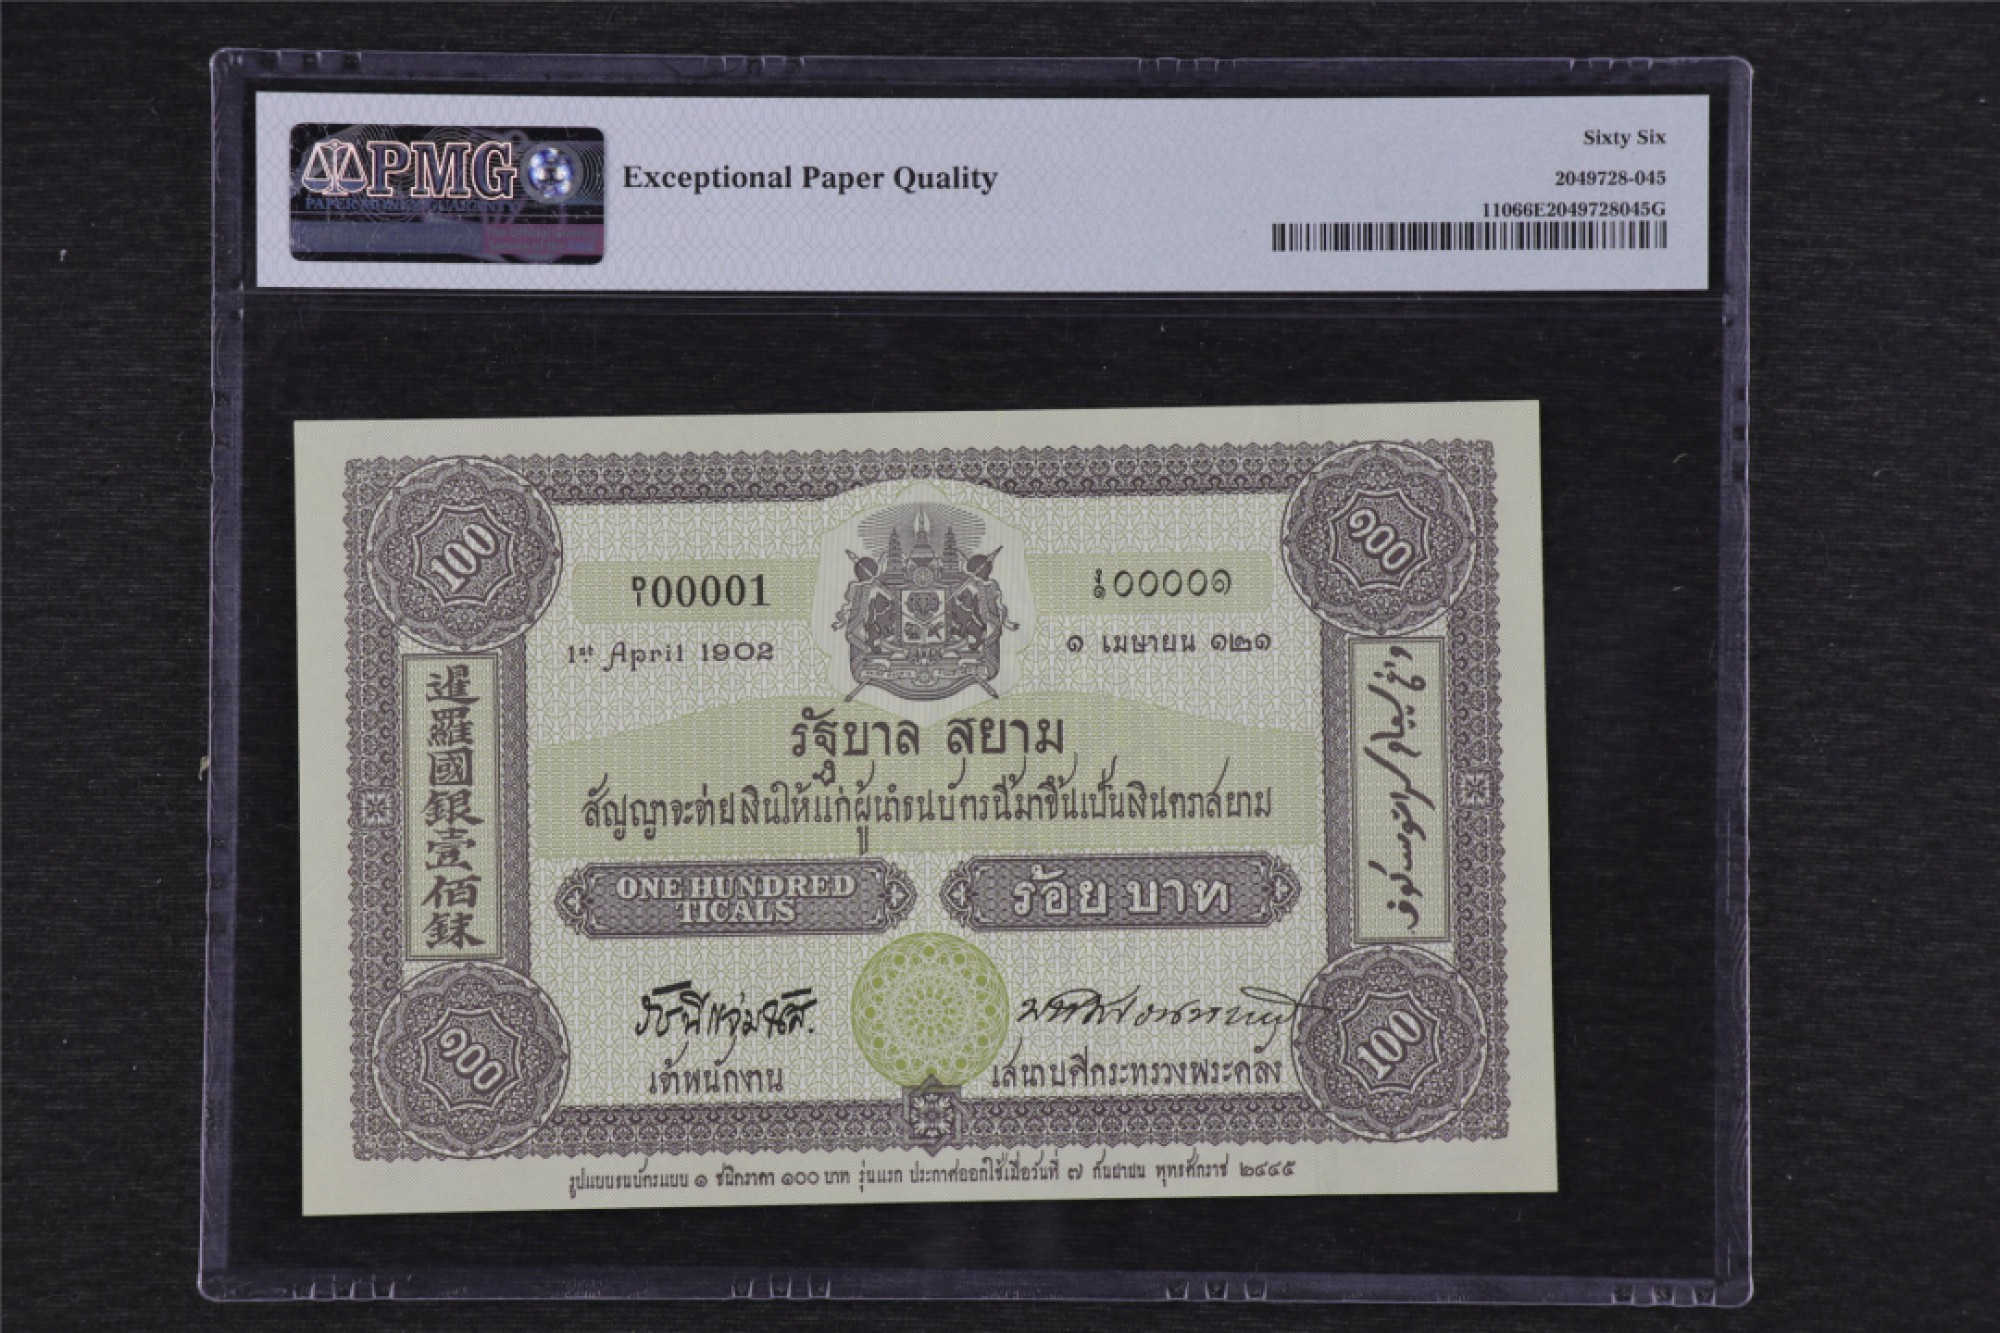 PMG
Exceptional Paper Quality
Sixty Six
2049728-045
11066E2049728045G
100
๑๐๐
P/1 00001
๐๐๐๐๑
1st April 1902
๑ เมษายน ๑๒๑
暹羅國銀壹佰銖
รัฐบาล สยาม
สัญญาจะจ่ายเงินให้แก่ผู้นำธนบัตรนี้มาขึ้นเป็นเงินตราสยาม
ONE HUNDRED
TICALS
ร้อย บาท
เจ้าพนักงาน
เสนาบดีกระทรวงพระคลัง
๑๐๐
100
รูปแบบธนบัตรแบบ ๑ ชนิดราคา ๑๐๐ บาท รุ่นแรก ประกาศออกใช้เมื่อวันที่ ๗ กันยายน พุทธศักราช ๒๔๔๕